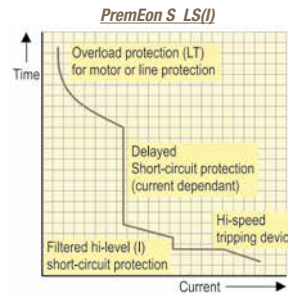 PremEon S LS(I)
Time
Overload protection (LT)
for motor or line protection
Delayed
Short-circuit protection
(current dependant)
Hi-speed
tripping devic
Filtered hi-level (I)
short-circuit protection
Current